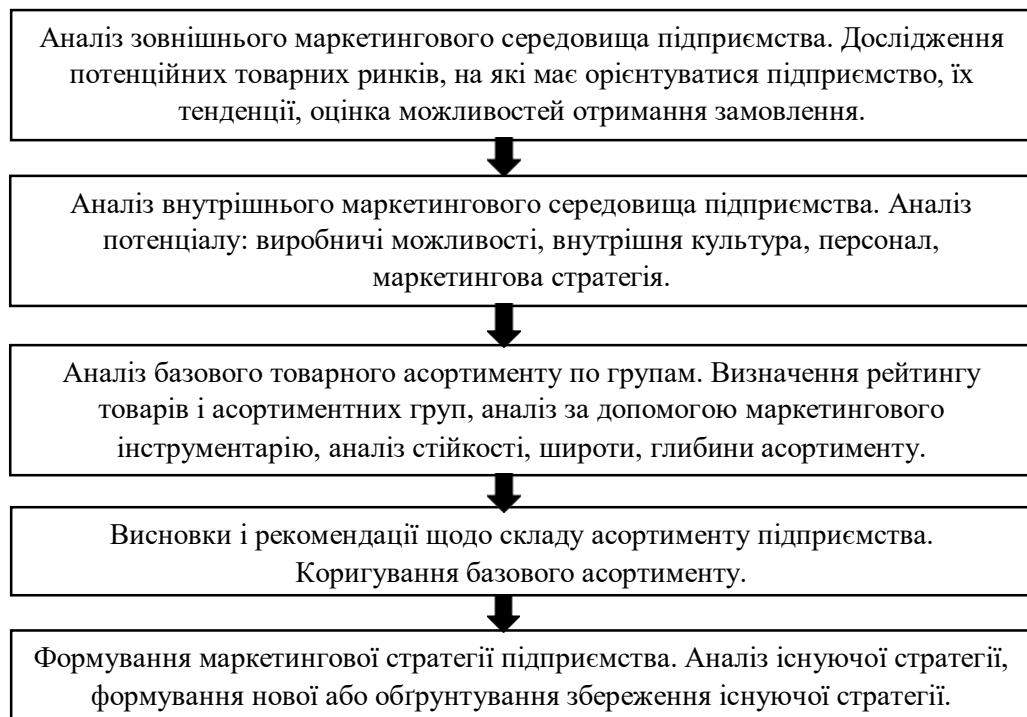 Аналіз зовнішнього маркетингового середовища підприємства. Дослідження
потенційних товарних ринків, на які має орієнтуватися підприємство, їх
тенденції, оцінка можливостей отримання замовлення.
Аналіз внутрішнього маркетингового середовища підприємства. Аналіз
потенціалу: виробничі можливості, внутрішня культура, персонал,
маркетингова стратегія.
Аналіз базового товарного асортименту по групам. Визначення рейтингу
товарів і асортиментних груп, аналіз за допомогою маркетингового
інструментарію, аналіз стійкості, широти, глибини асортименту.
Висновки і рекомендації щодо складу асортименту підприємства.
Коригування базового асортименту.
Формування маркетингової стратегії підприємства. Аналіз існуючої стратегії,
формування нової або обґрунтування збереження існуючої стратегії.